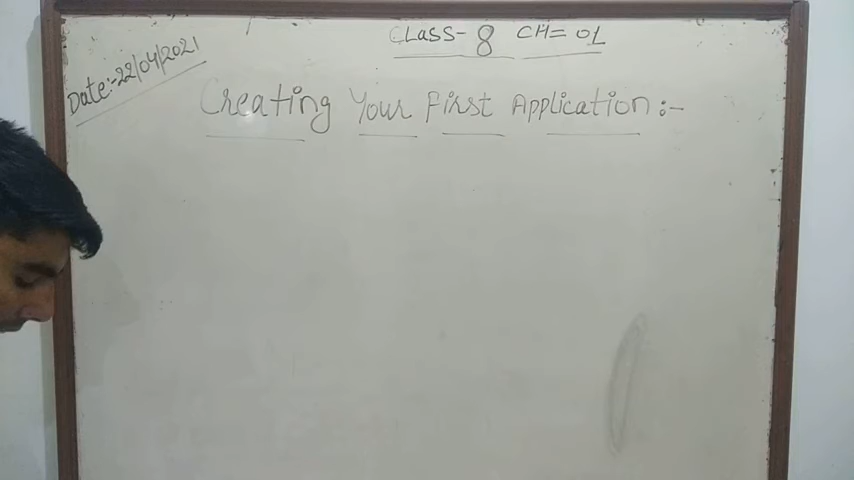 CLASS- 8 CH= 01
Date:-22/04/2021
Creating Your First Application:-